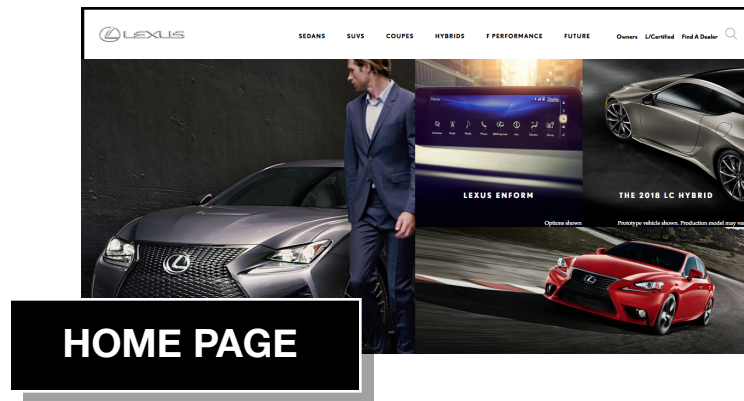 LEXUS
SEDANS SUVS COUPES HYBRIDS F PERFORMANCE FUTURE Owners L/Certified Find A Dealer
LEXUS ENFORM
Options shown
THE 2018 LC HYBRID
Prototype vehicle shown. Production model may
HOME PAGE